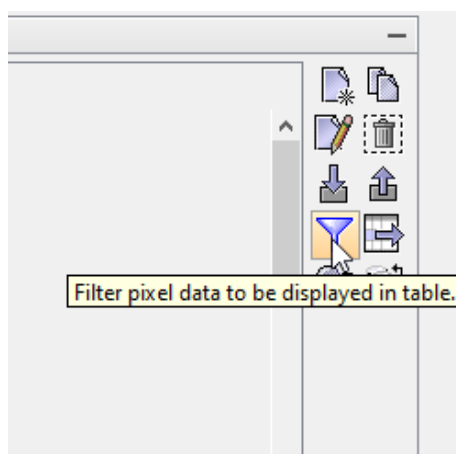 Filter pixel data to be displayed in table.